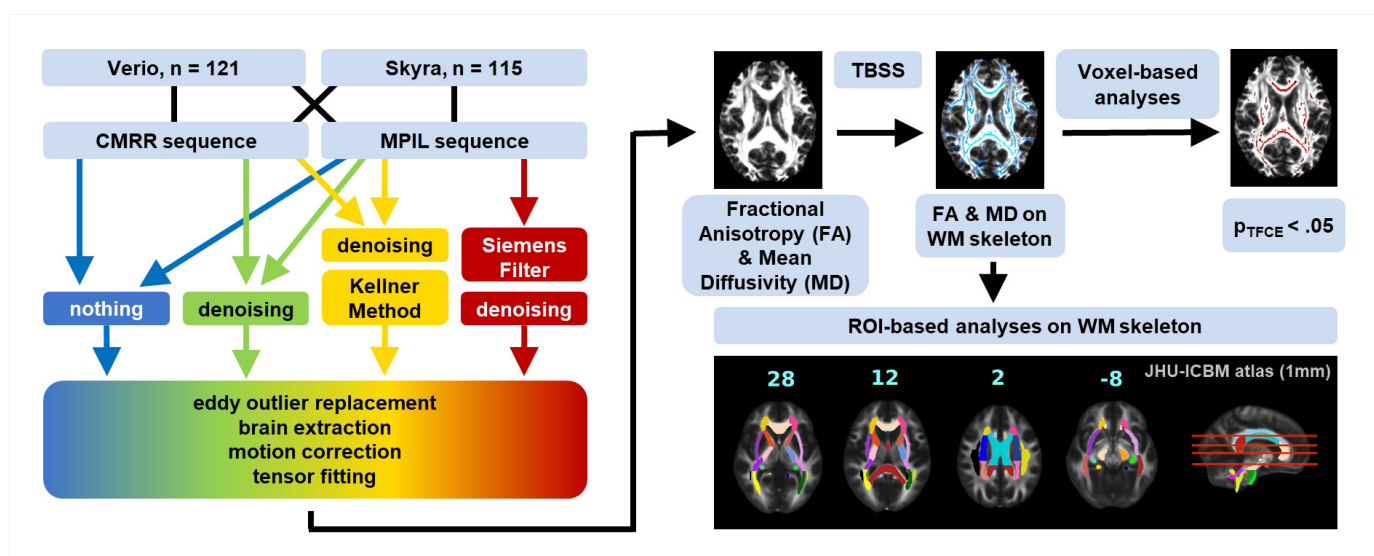 Verio, n = 121
Skyra, n = 115
CMRR sequence
MPIL sequence
denoising
Kellner
Method
Siemens
Filter
nothing
denoising
denoising
eddy outlier replacement
brain extraction
motion correction
tensor fitting
TBSS
Voxel-based
analyses
Fractional
Anisotropy (FA)
& Mean
Diffusivity (MD)
FA & MD on
WM skeleton
pTFCE < .05
ROI-based analyses on WM skeleton
28
12
2
-8
JHU-ICBM atlas (1mm)